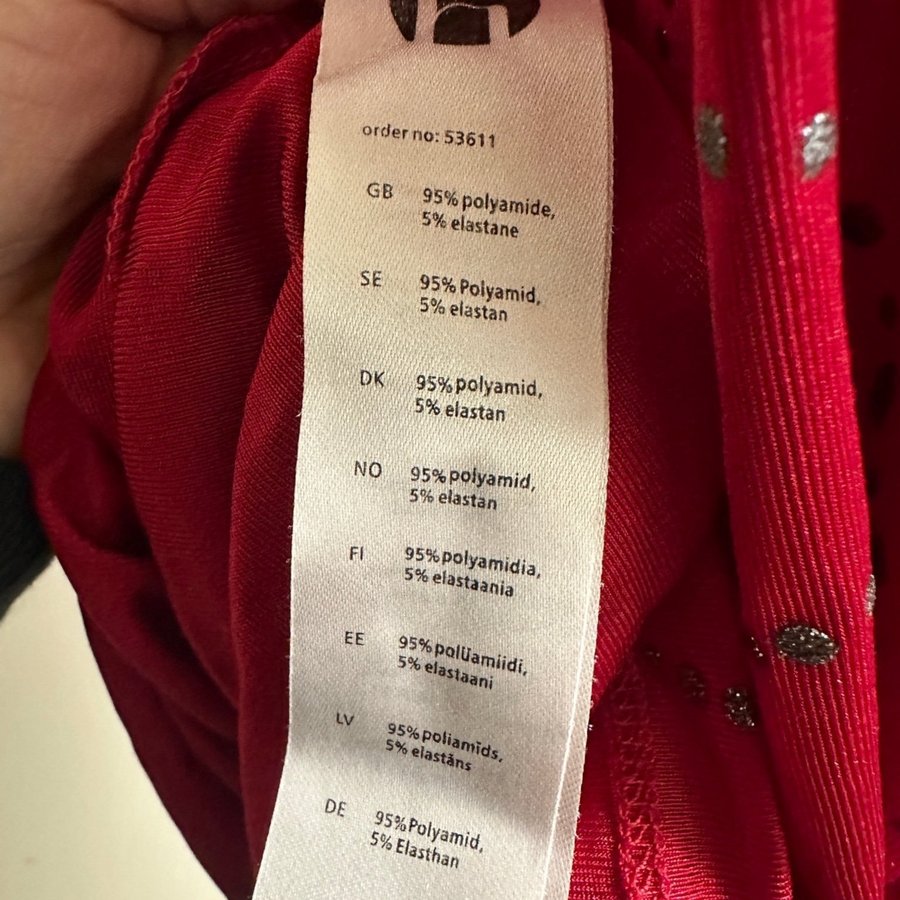 order no: 53611
GB 95% polyamide,
5% elastane
SE 95% Polyamid,
5% elastan
DK 95% polyamid,
5% elastan
NO 95% polyamid,
5% elastan
FI 95% polyamidia,
5% elastaania
EE 95% polüamiidi,
5% elastaani
LV 95% poliamīds,
5% elastāns
DE 95% Polyamid,
5% Elasthan